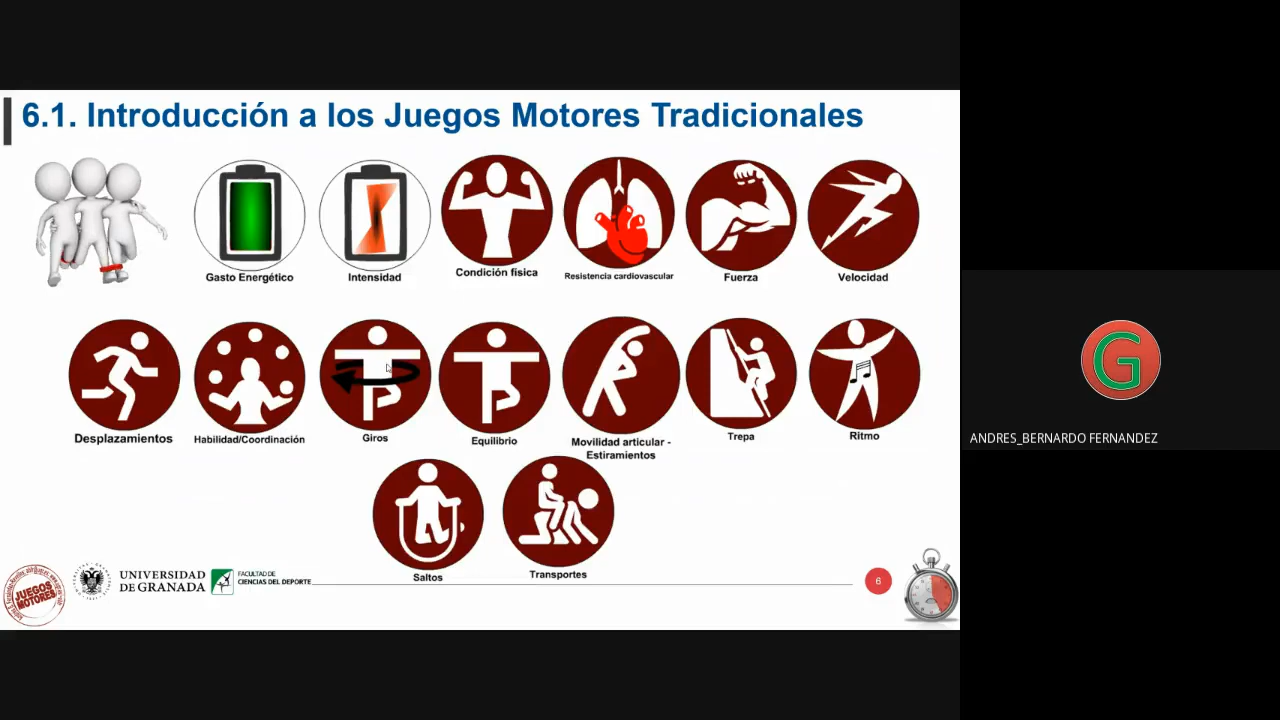 6.1. Introducción a los Juegos Motores Tradicionales
Gasto Energético
Intensidad
Condición física
Resistencia cardiovascular
Fuerza
Velocidad
Desplazamientos
Habilidad/Coordinación
Giros
Equilibrio
Movilidad articular -
Estiramientos
Trepa
Ritmo
Saltos
Transportes
JUEGOS
MOTORES
UNIVERSIDAD
DE GRANADA
FACULTAD DE
CIENCIAS DEL DEPORTE
6
G
ANDRES_BERNARDO FERNANDEZ